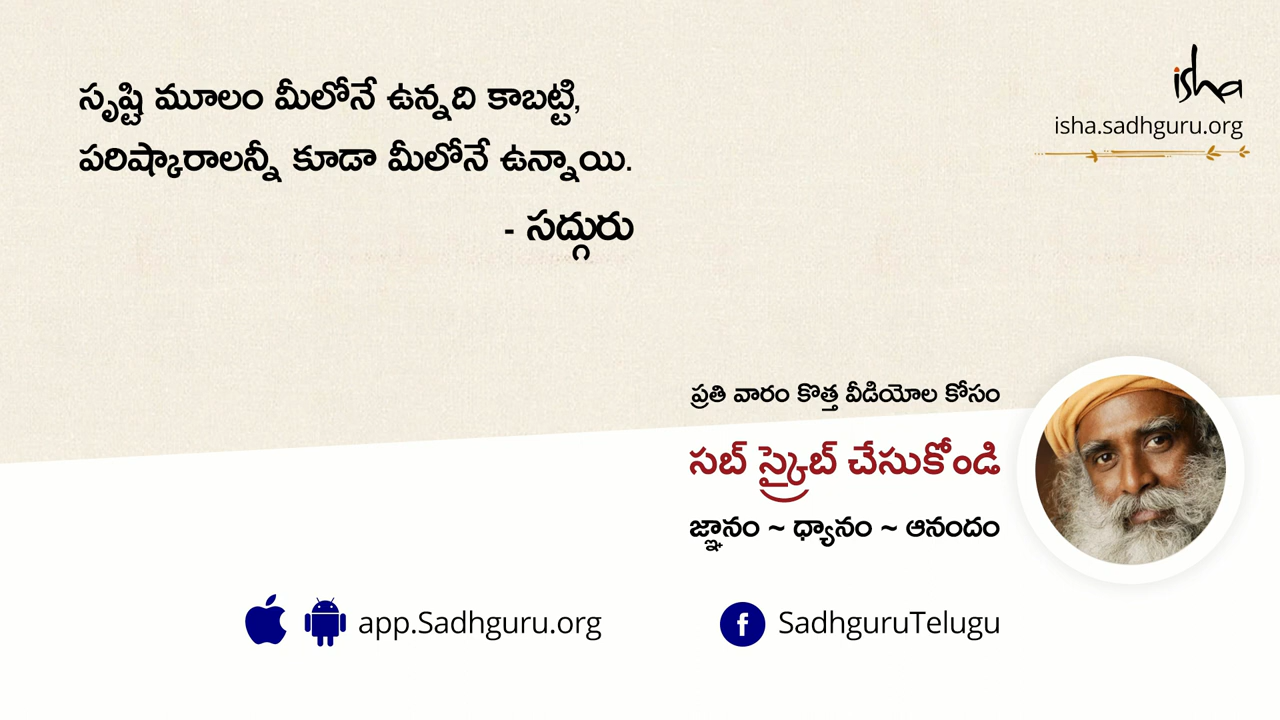 సృష్టి మూలం మీలోనే ఉన్నది కాబట్టి,
పరిష్కారాలన్నీ కూడా మీలోనే ఉన్నాయి.
- సద్గురు
isha
isha.sadhguru.org
ప్రతి వారం కొత్త వీడియోల కోసం
సబ్ స్క్రైబ్ చేసుకోండి
జ్ఞానం ~ ధ్యానం ~ ఆనందం
app.Sadhguru.org
SadhguruTelugu